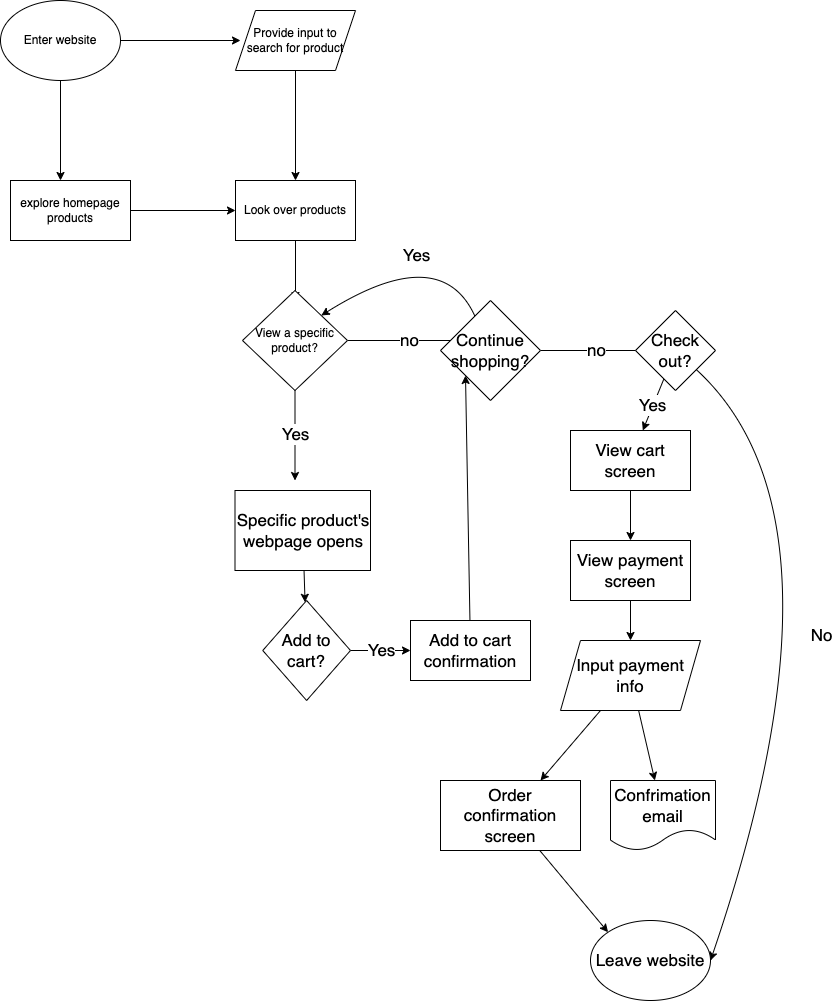 Enter website
Provide input to
search for product
explore homepage
products
Look over products
Yes
View a specific
product?
no
Continue
shopping?
no
Check
out?
Yes
Yes
View cart
screen
Specific product's
webpage opens
View payment
screen
Add to
cart?
Yes
Add to cart
confirmation
No
Input payment
info
Order
confirmation
screen
Confrimation
email
Leave website